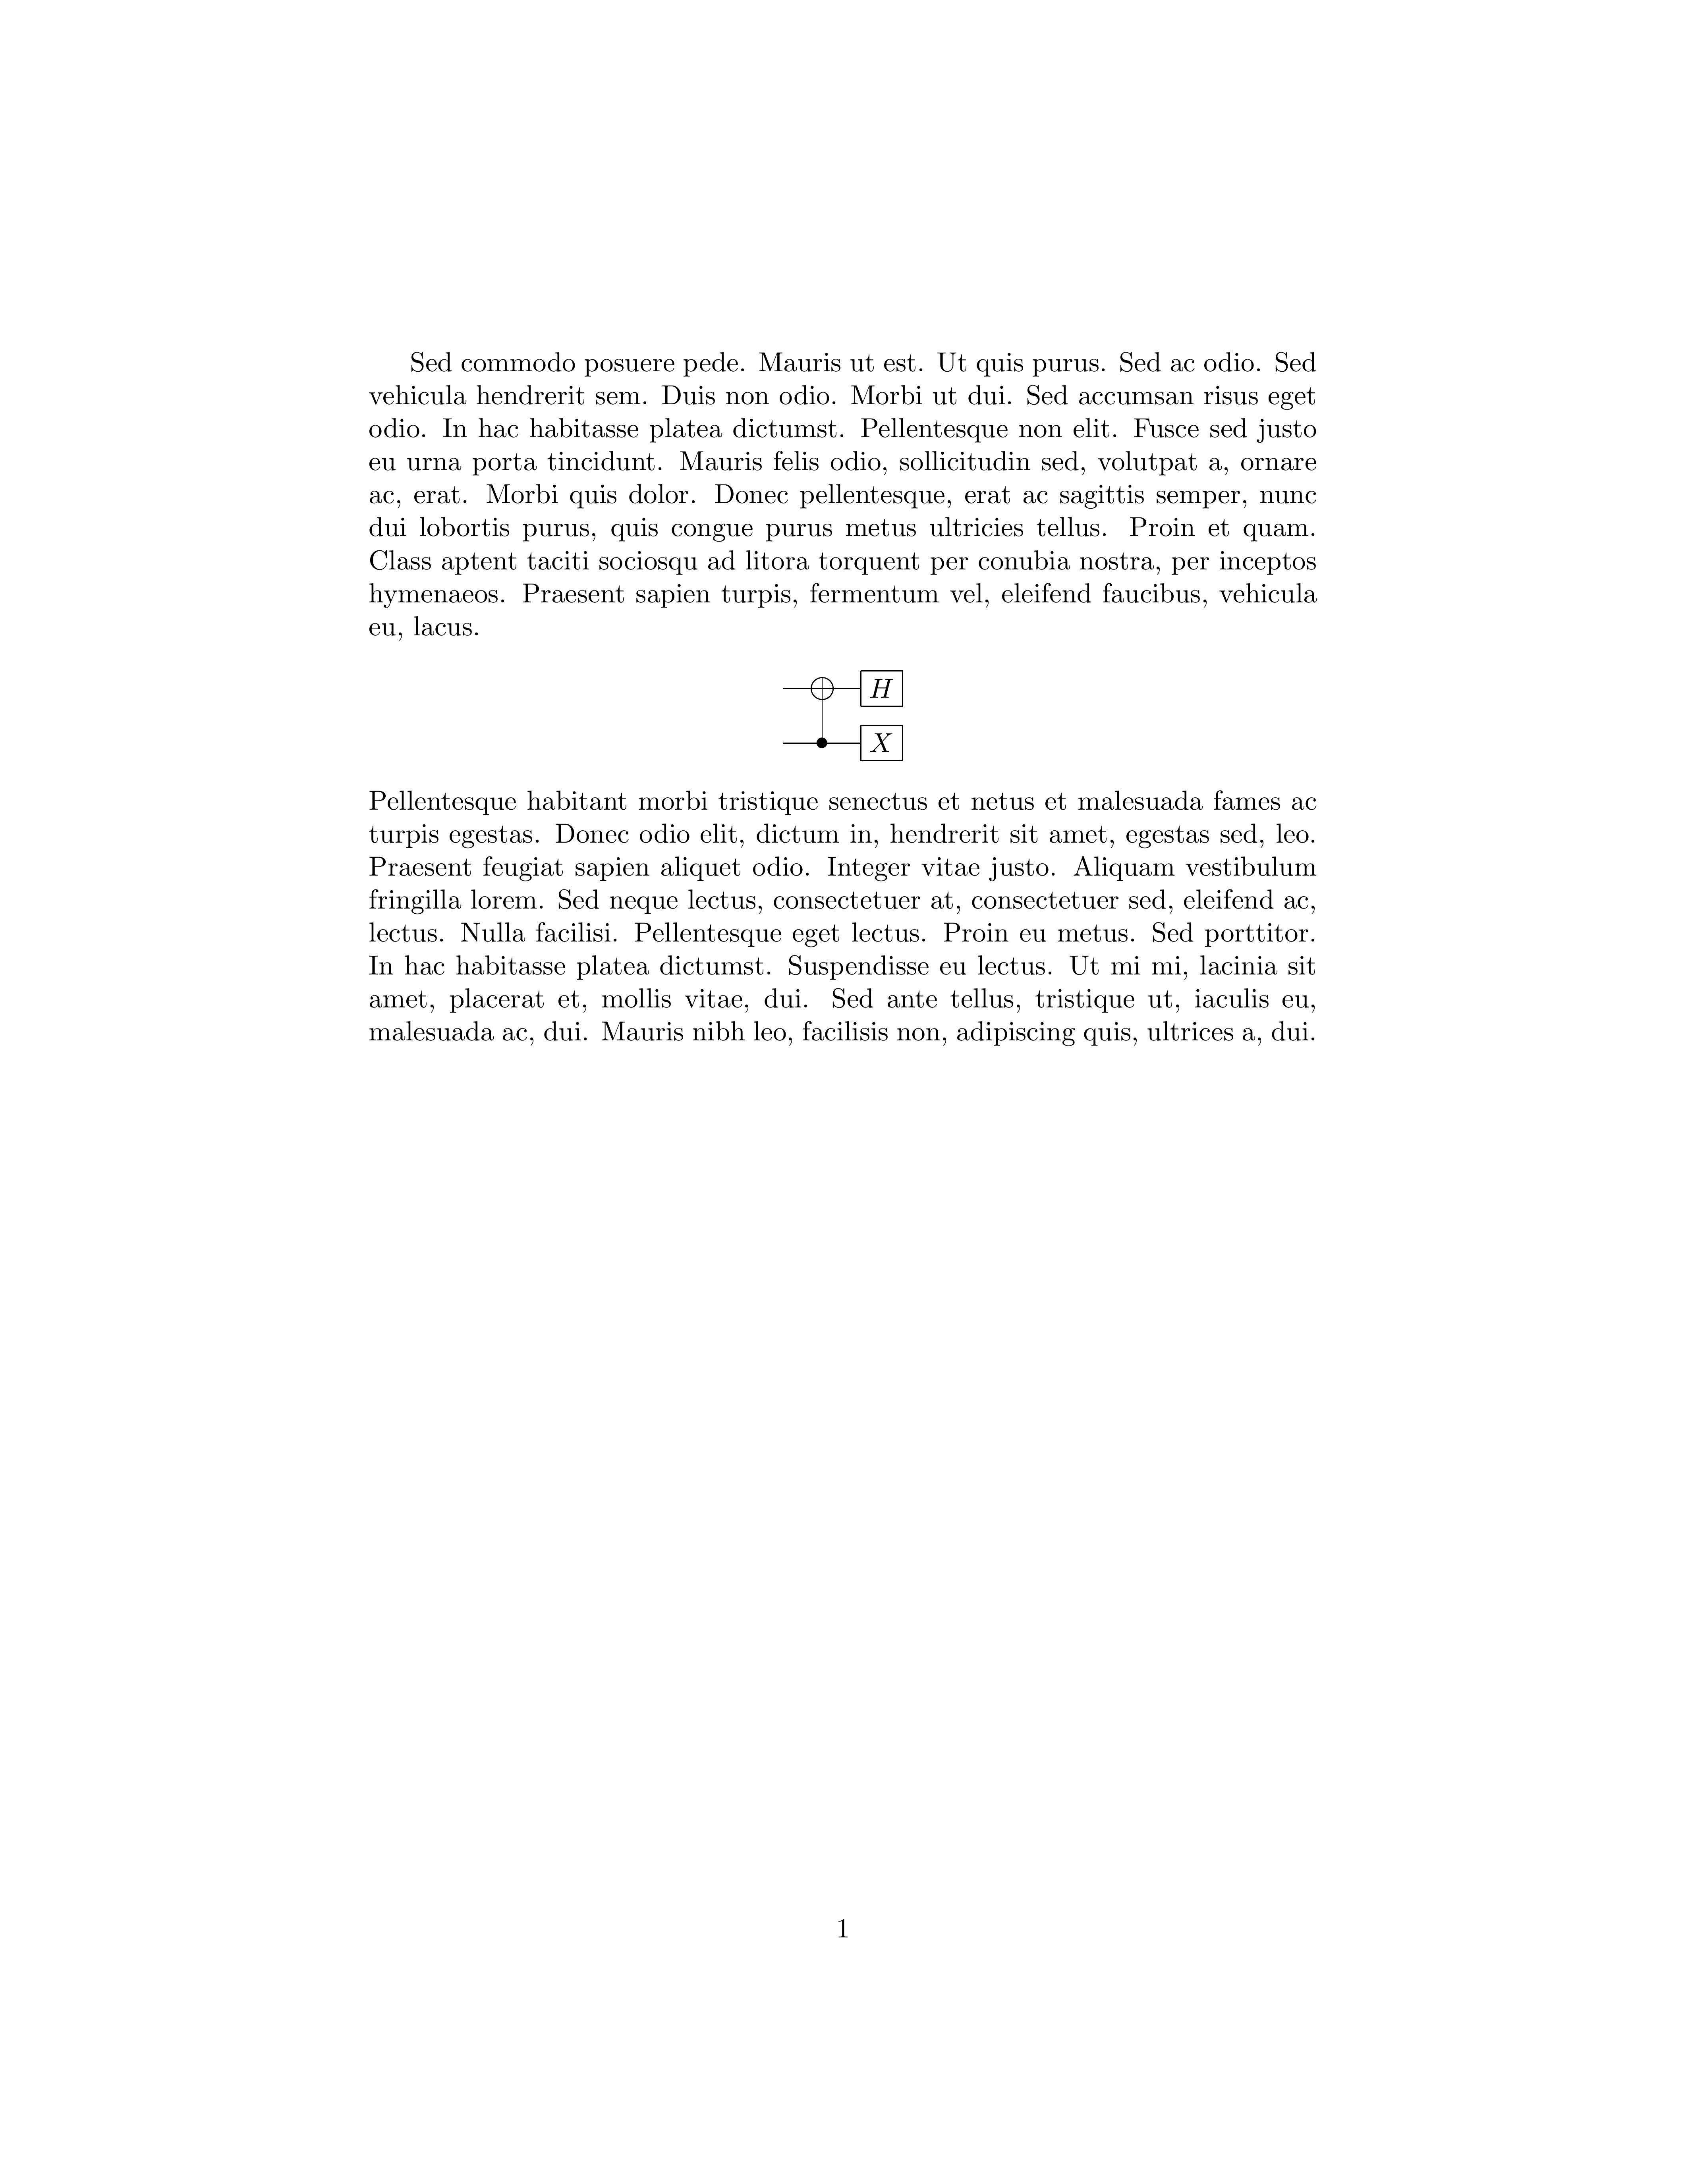 Sed commodo posuere pede. Mauris ut est. Ut quis purus. Sed ac odio. Sed
vehicula hendrerit sem. Duis non odio. Morbi ut dui. Sed accumsan risus eget
odio. In hac habitasse platea dictumst. Pellentesque non elit. Fusce sed justo
eu urna porta tincidunt. Mauris felis odio, sollicitudin sed, volutpat a, ornare
ac, erat. Morbi quis dolor. Donec pellentesque, erat ac sagittis semper, nunc
dui lobortis purus, quis congue purus metus ultricies tellus. Proin et quam.
Class aptent taciti sociosqu ad litora torquent per conubia nostra, per inceptos
hymenaeos. Praesent sapien turpis, fermentum vel, eleifend faucibus, vehicula
eu, lacus.
H
X
Pellentesque habitant morbi tristique senectus et netus et malesuada fames ac
turpis egestas. Donec odio elit, dictum in, hendrerit sit amet, egestas sed, leo.
Praesent feugiat sapien aliquet odio. Integer vitae justo. Aliquam vestibulum
fringilla lorem. Sed neque lectus, consectetuer at, consectetuer sed, eleifend ac,
lectus. Nulla facilisi. Pellentesque eget lectus. Proin eu metus. Sed porttitor.
In hac habitasse platea dictumst. Suspendisse eu lectus. Ut mi mi, lacinia sit
amet, placerat et, mollis vitae, dui. Sed ante tellus, tristique ut, iaculis eu,
malesuada ac, dui. Mauris nibh leo, facilisis non, adipiscing quis, ultrices a, dui.
1